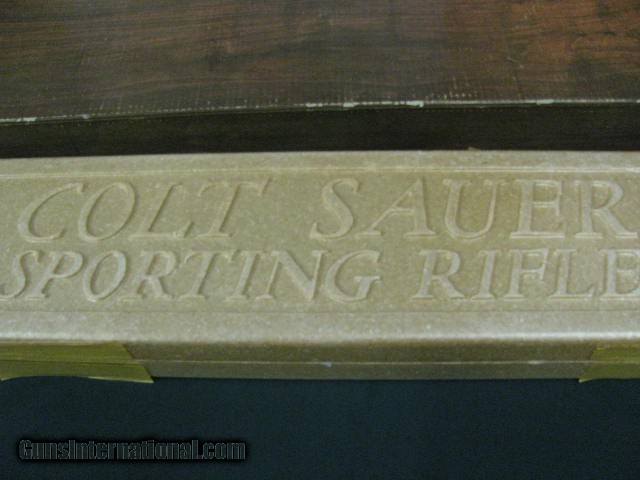 COLT SAUER
SPORTING RIFLE
GunsInternational.com